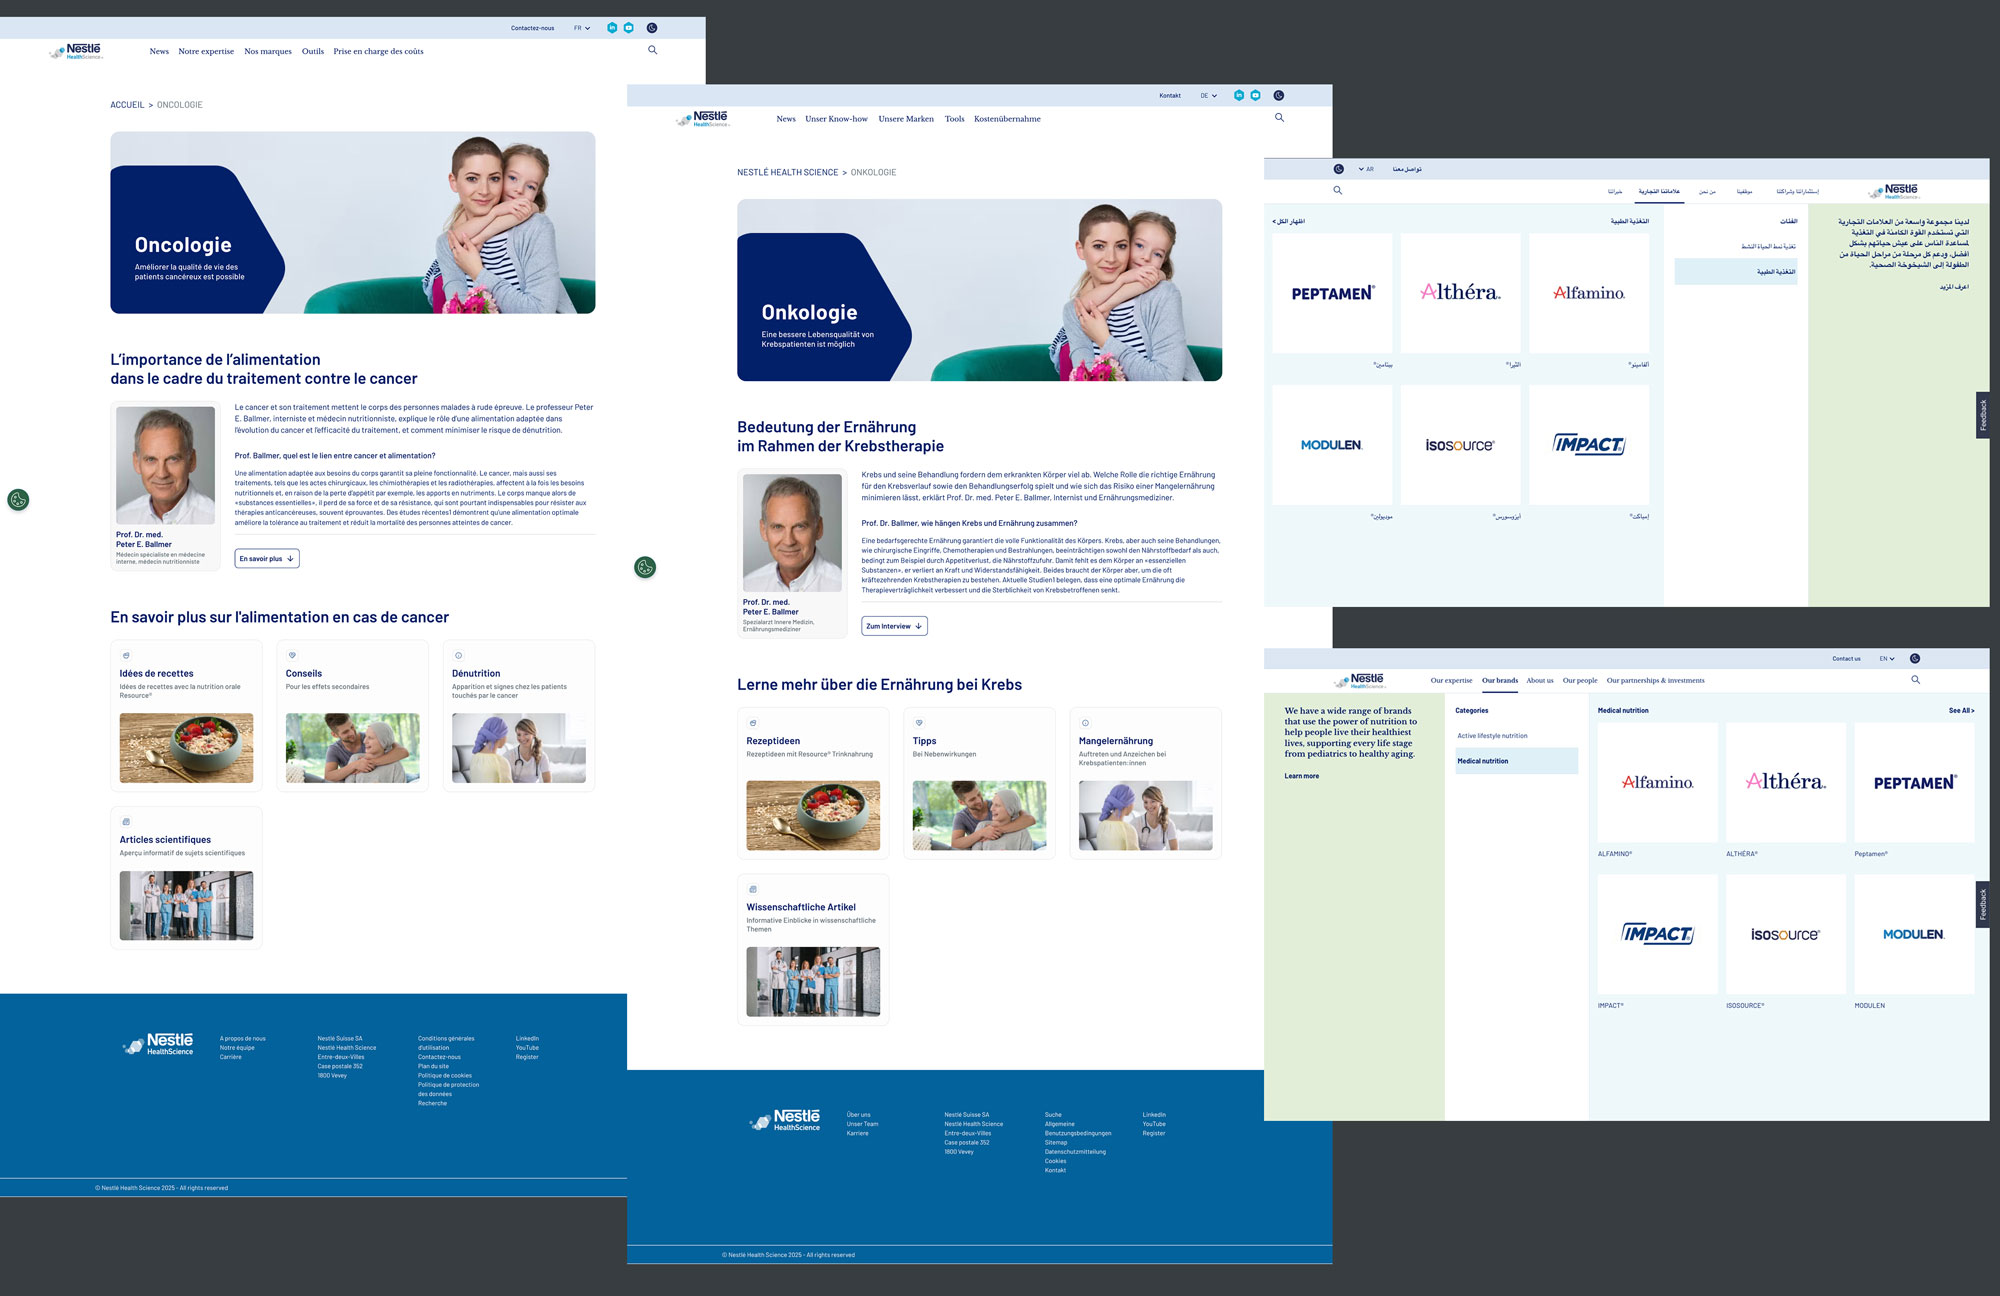 Contactez-nous
FR
Nestlé
HealthScience
News
Notre expertise
Nos marques
Outils
Prise en charge des coûts
ACCUEIL > ONCOLOGIE
Oncologie
Améliorer la qualité de vie des
patients cancéreux est possible
L'importance de l'alimentation
dans le cadre du traitement contre le cancer
Prof. Dr. med.
Peter E. Ballmer
Médecin spécialiste en médecine
interne, médecin nutritionniste
Le cancer et son traitement mettent le corps des personnes malades à rude épreuve. Le professeur Peter
E. Ballmer, interniste et médecin nutritionniste, explique le rôle d'une alimentation adaptée dans
l'évolution du cancer et l'efficacité du traitement, et comment minimiser le risque de dénutrition.
Prof. Ballmer, quel est le lien entre cancer et alimentation?
Une alimentation adaptée aux besoins du corps garantit sa pleine fonctionnalité. Le cancer, mais aussi ses
traitements, tels que les actes chirurgicaux, les chimiothérapies et les radiothérapies, affectent à la fois les besoins
nutritionnels et, en raison de la perte d'appétit par exemple, les apports en nutriments. Le corps manque alors de
«substances essentielles», il perd de sa force et de sa résistance, qui sont pourtant indispensables pour résister aux
thérapies anticancéreuses, souvent éprouvantes. Des études récentes1 démontrent qu'une alimentation optimale
améliore la tolérance au traitement et réduit la mortalité des personnes atteintes de cancer.
En savoir plus
En savoir plus sur l'alimentation en cas de cancer
Idées de recettes
Idées de recettes avec la nutrition orale
Resource®
Conseils
Pour les effets secondaires
Dénutrition
Apparition et signes chez les patients
touchés par le cancer
Articles scientifiques
Aperçu informatif de sujets scientifiques
Nestlé
HealthScience
A propos de nous
Notre équipe
Carrière
Nestlé Suisse SA
Nestlé Health Science
Entre-deux-Villes
Case postale 352
1800 Vevey
Conditions générales
d'utilisation
Contactez-nous
Plan du site
Politique de cookies
Politique de protection
des données
Recherche
LinkedIn
YouTube
Register
© Nestlé Health Science 2025 - All rights reserved
Kontakt
DE
Nestlé
HealthScience
News
Unser Know-how
Unsere Marken
Tools
Kostenübernahme
NESTLÉ HEALTH SCIENCE > ONKOLOGIE
Onkologie
Eine bessere Lebensqualität von
Krebspatienten ist möglich
Bedeutung der Ernährung
im Rahmen der Krebstherapie
Prof. Dr. med.
Peter E. Ballmer
Spezialarzt Innere Medizin,
Ernährungsmediziner
Krebs und seine Behandlung fordern dem erkrankten Körper viel ab. Welche Rolle die richtige Ernährung
für den Krebsverlauf sowie den Behandlungserfolg spielt und wie sich das Risiko einer Mangelernährung
minimieren lässt, erklärt Prof. Dr. med. Peter E. Ballmer, Internist und Ernährungsmediziner.
Prof. Dr. Ballmer, wie hängen Krebs und Ernährung zusammen?
Eine bedarfsgerechte Ernährung garantiert die volle Funktionalität des Körpers. Krebs, aber auch seine Behandlungen,
wie chirurgische Eingriffe, Chemotherapien und Bestrahlungen, beeinträchtigen sowohl den Nährstoffbedarf als auch,
bedingt zum Beispiel durch Appetitverlust, die Nährstoffzufuhr. Damit fehlt es dem Körper an «essenziellen
Substanzen», er verliert an Kraft und Widerstandsfähigkeit. Beides braucht der Körper aber, um die oft
kräftezehrenden Krebstherapien zu bestehen. Aktuelle Studien1 belegen, dass eine optimale Ernährung die
Therapieverträglichkeit verbessert und die Sterblichkeit von Krebsbetroffenen senkt.
Zum Interview
Lerne mehr über die Ernährung bei Krebs
Rezeptideen
Rezeptideen mit Resource® Trinknahrung
Tipps
Bei Nebenwirkungen
Mangelernährung
Auftreten und Anzeichen bei
Krebspatienten:innen
Wissenschaftliche Artikel
Informative Einblicke in wissenschaftliche
Themen
Nestlé
HealthScience
Über uns
Unser Team
Karriere
Nestlé Suisse SA
Nestlé Health Science
Entre-deux-Villes
Case postale 352
1800 Vevey
Suche
Allgemeine
Benutzungsbedingungen
Sitemap
Datenschutzmitteilung
Cookies
Kontakt
LinkedIn
YouTube
Register
© Nestlé Health Science 2025 - All rights reserved
تواصل معنا
AR
Nestlé
HealthScience
إستثماراتنا وشراكتنا
موظفينا
من نحن
علاماتنا التجارية
خبراتنا
لدينا مجموعة واسعة من العلامات التجارية
التي تستخدم القوة الكامنة في التغذية
لمساعدة الناس على عيش حياتهم بشكل
أفضل، ودعم كل مرحلة من مراحل الحياة من
الطفولة إلى الشيخوخة الصحية.
اعرف المزيد
الفئات
تغذية نمط الحياة النشط
التغذية الطبية
التغذية الطبية
اظهار الكل >
Alfamino
Althéra
PEPTAMEN®
ألفامينو®
ألثيرا®
ببتامين®
IMPACT
isosource®
MODULEN
إمباكت®
أيزوسورس®
موديولين®
Feedback
Contact us
EN
Nestlé
HealthScience
Our expertise
Our brands
About us
Our people
Our partnerships & investments
We have a wide range of brands
that use the power of nutrition to
help people live their healthiest
lives, supporting every life stage
from pediatrics to healthy aging.
Learn more
Categories
Active lifestyle nutrition
Medical nutrition
Medical nutrition
See All >
Alfamino
Althéra
PEPTAMEN®
ALFAMINO®
ALTHÉRA®
Peptamen®
IMPACT
isosource®
MODULEN
IMPACT®
ISOSOURCE®
MODULEN
Feedback